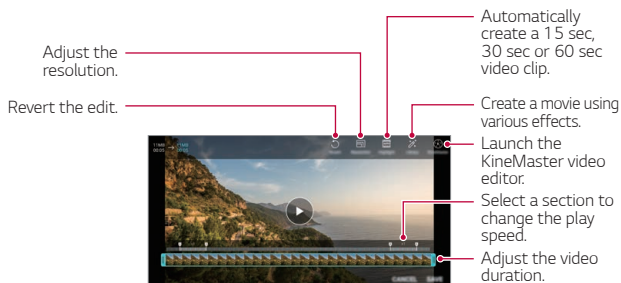 Adjust the
resolution.
Revert the edit.
Automatically
create a 15 sec,
30 sec or 60 sec
video clip.
Create a movie using
various effects.
Launch the
KineMaster video
editor.
Select a section to
change the play
speed.
Adjust the video
duration.
CANCEL SAVE